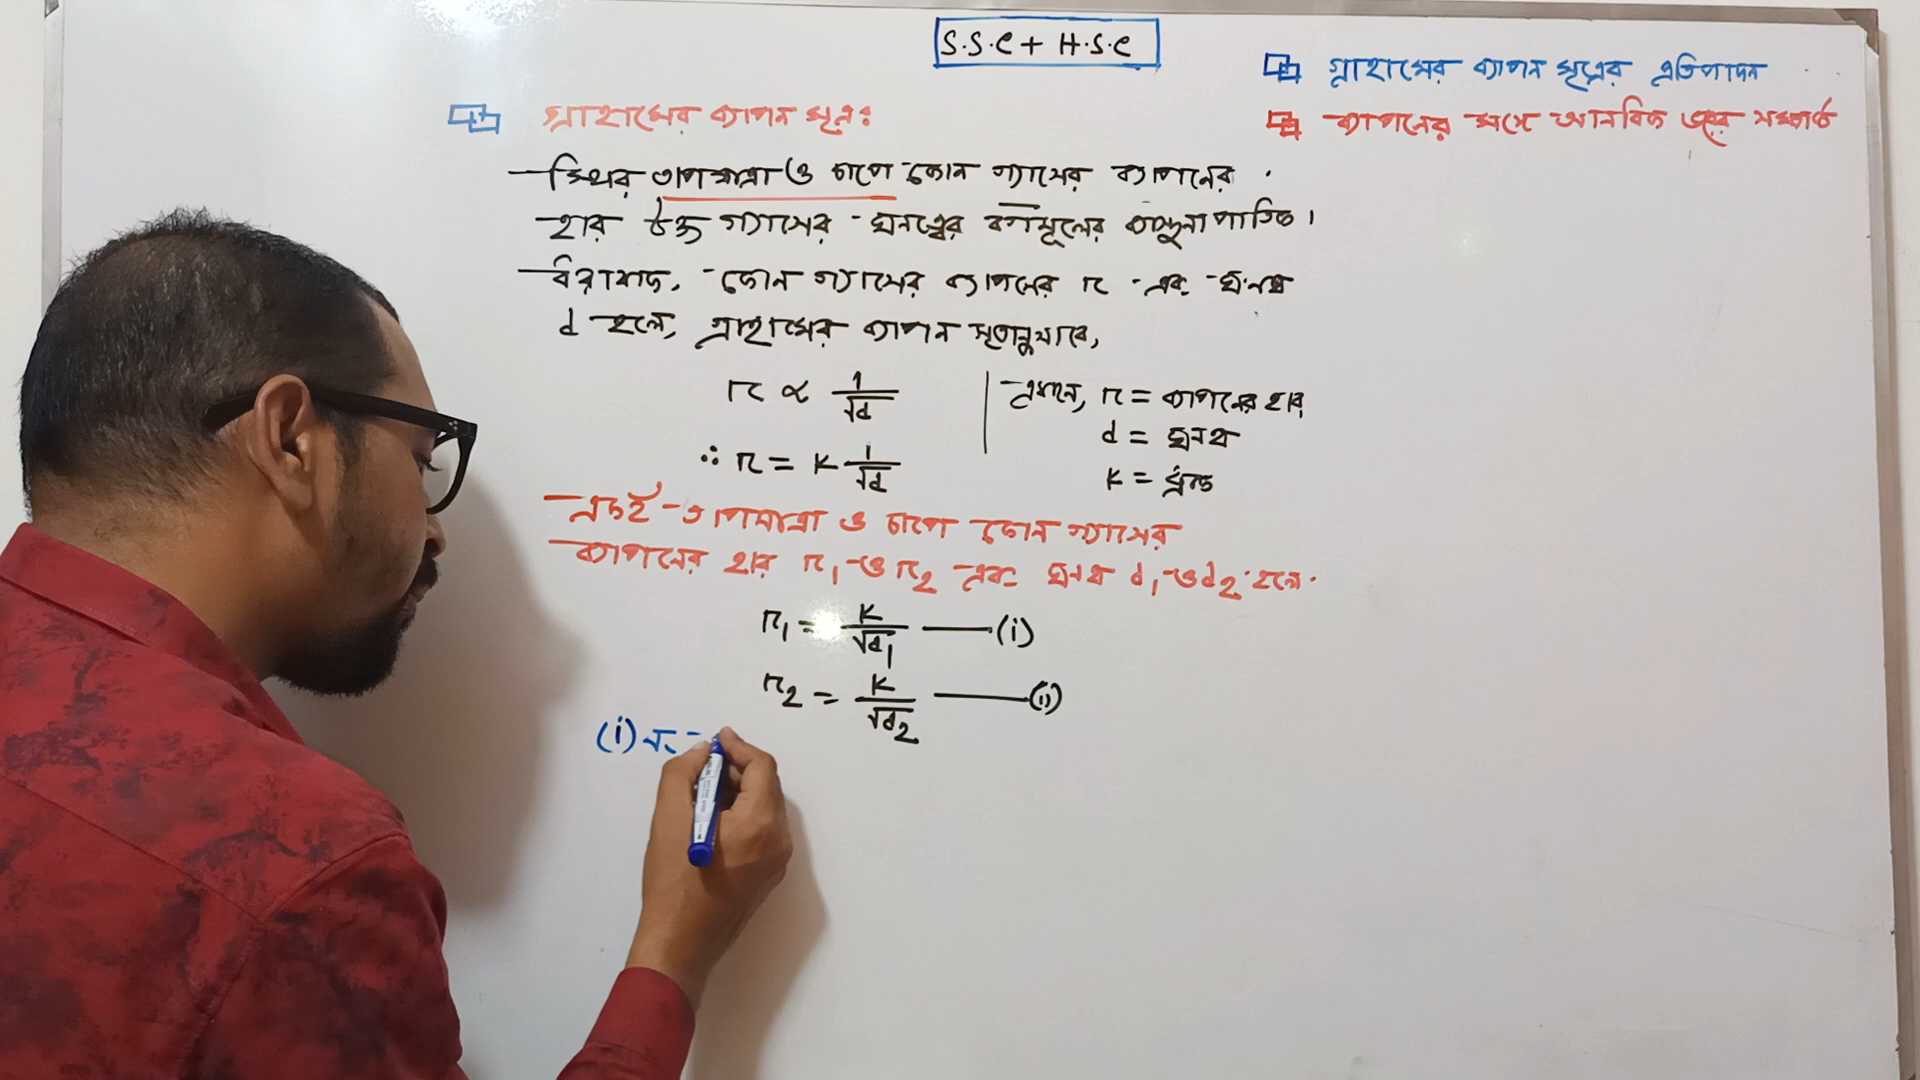 S.S.C + H.S.C
গ্রাহামের ব্যাপন সূত্রের প্রতিপাদন
ব্যাপনের সঙ্গে আনবিক ভরের সম্পর্ক
গ্রাহামের ব্যাপন সূত্রঃ
স্থির তাপমাত্রা ও চাপে কোন গ্যাসের ব্যাপনের
হার উক্ত গ্যাসের ঘনত্বের বর্গমূলের ব্যস্তানুপাতিক।
কোন গ্যাসের ব্যাপনের r এবং ঘনত্ব
d হলে, গ্রাহামের ব্যাপন সূত্রানুসারে,
r ∝ 1/√d
এখানে, r = ব্যাপনের হার
d = ঘনত্ব
∴ r = K 1/√d
K = ধ্রুবক
একই তাপমাত্রা ও চাপে কোন গ্যাসের
ব্যাপনের হার r₁ ও r₂ এবং ঘনত্ব d₁ ও d₂ হলে
r₁ = K/√d₁ —— (i)
r₂ = K/√d₂ —— (ii)
(i) নং